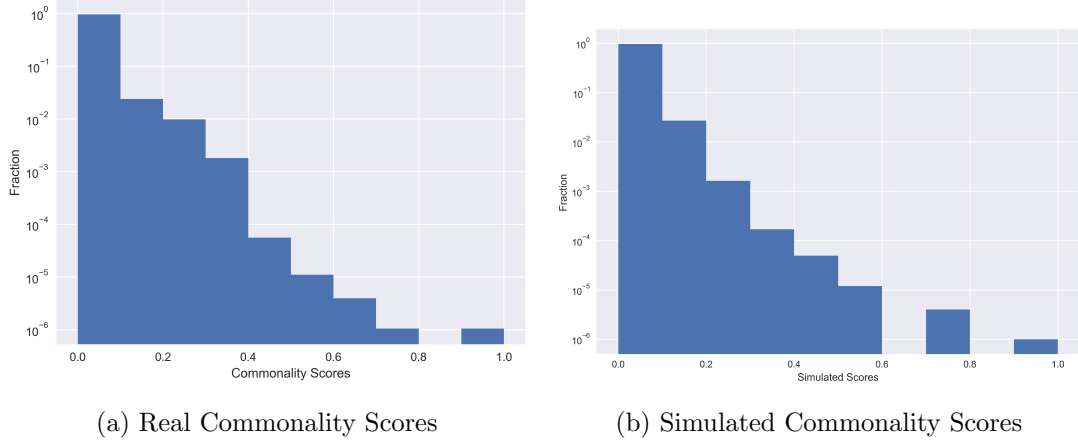 10^0
10^−1
10^−2
10^−3
10^−4
10^−5
10^−6
Fraction
0.0 0.2 0.4 0.6 0.8 1.0
Commonality Scores
(a) Real Commonality Scores
10^0
10^−1
10^−2
10^−3
10^−4
10^−5
10^−6
Fraction
0.0 0.2 0.4 0.6 0.8 1.0
Simulated Scores
(b) Simulated Commonality Scores